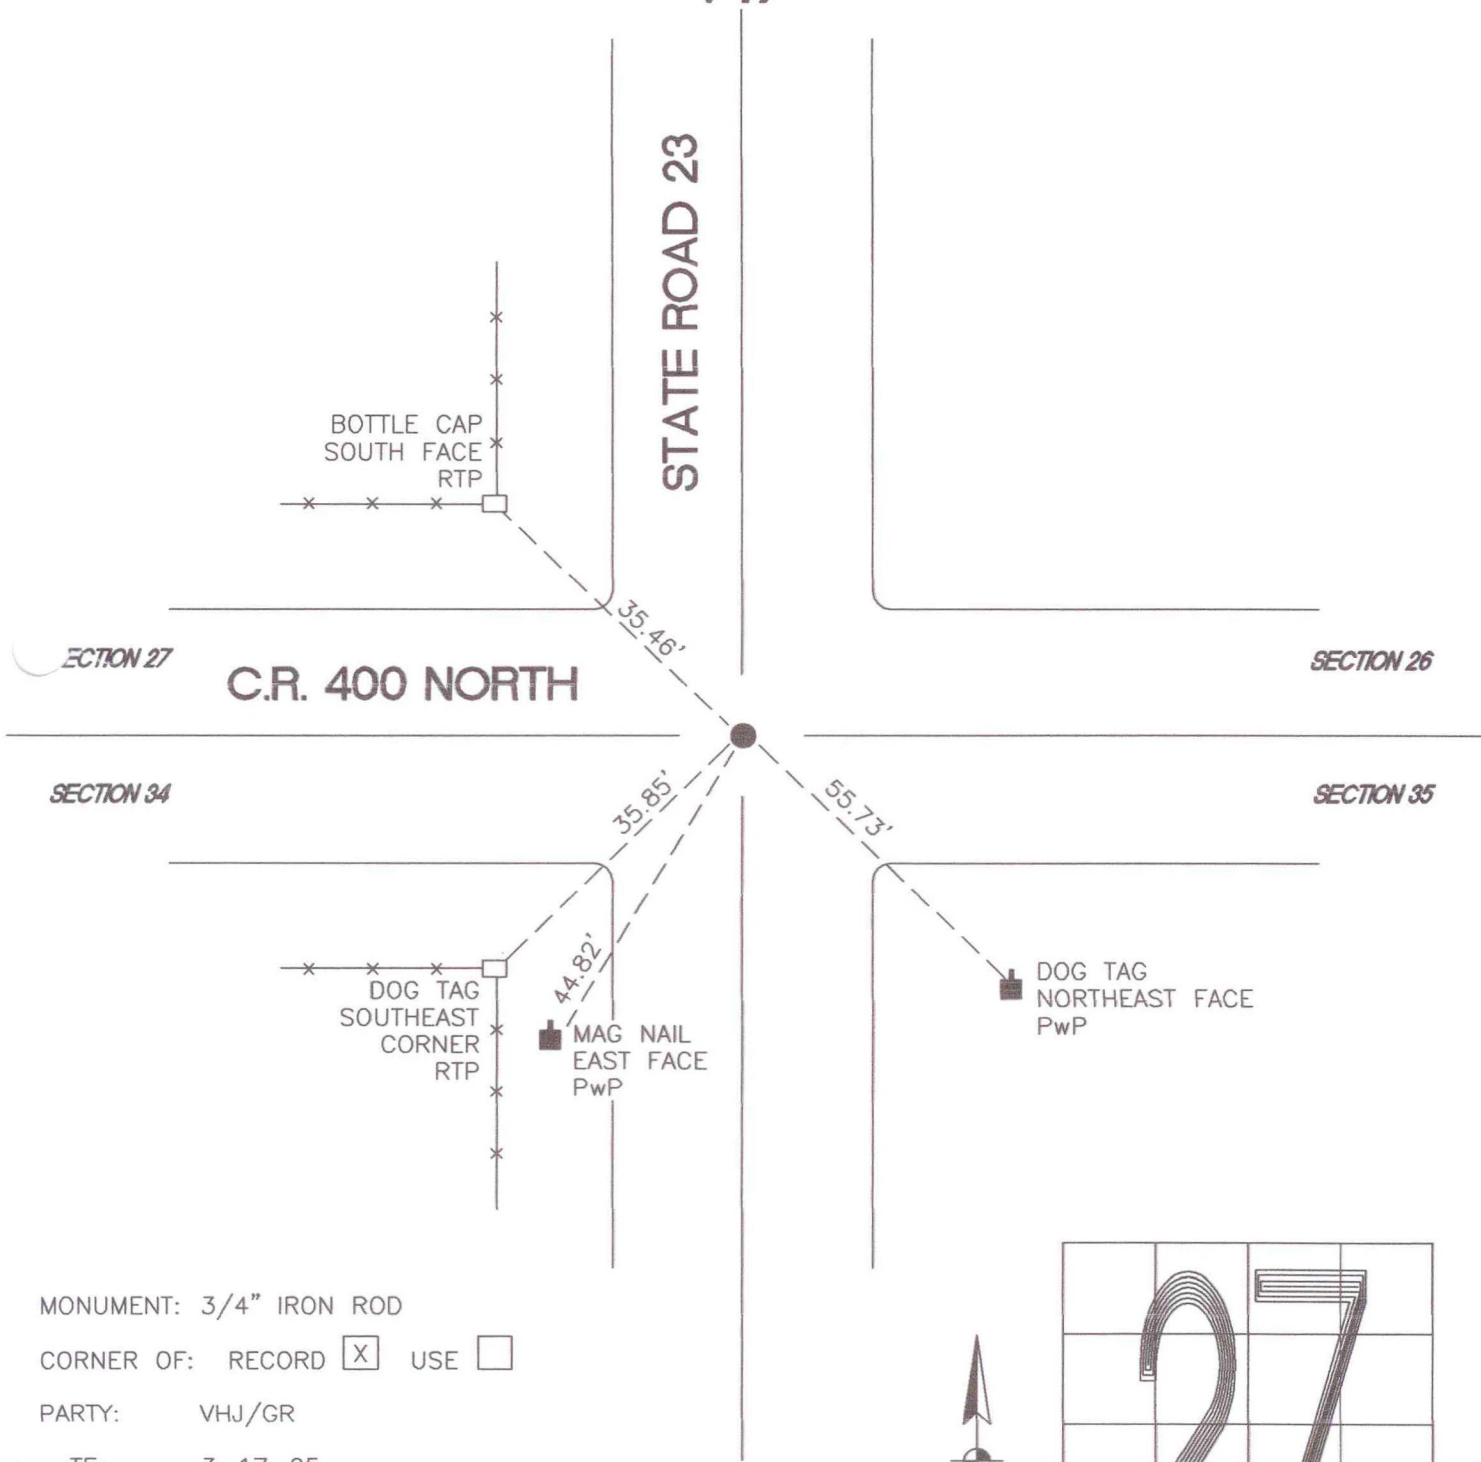 STATE ROAD 23
BOTTLE CAP
SOUTH FACE
RTP
35.46'
ECTION 27
C.R. 400 NORTH
SECTION 26
SECTION 34
SECTION 35
35.85'
55.73'
44.82'
DOG TAG
SOUTHEAST
CORNER
RTP
MAG NAIL
EAST FACE
PwP
DOG TAG
NORTHEAST FACE
PwP
MONUMENT: 3/4" IRON ROD
CORNER OF: RECORD X USE
PARTY: VHJ/GR
27